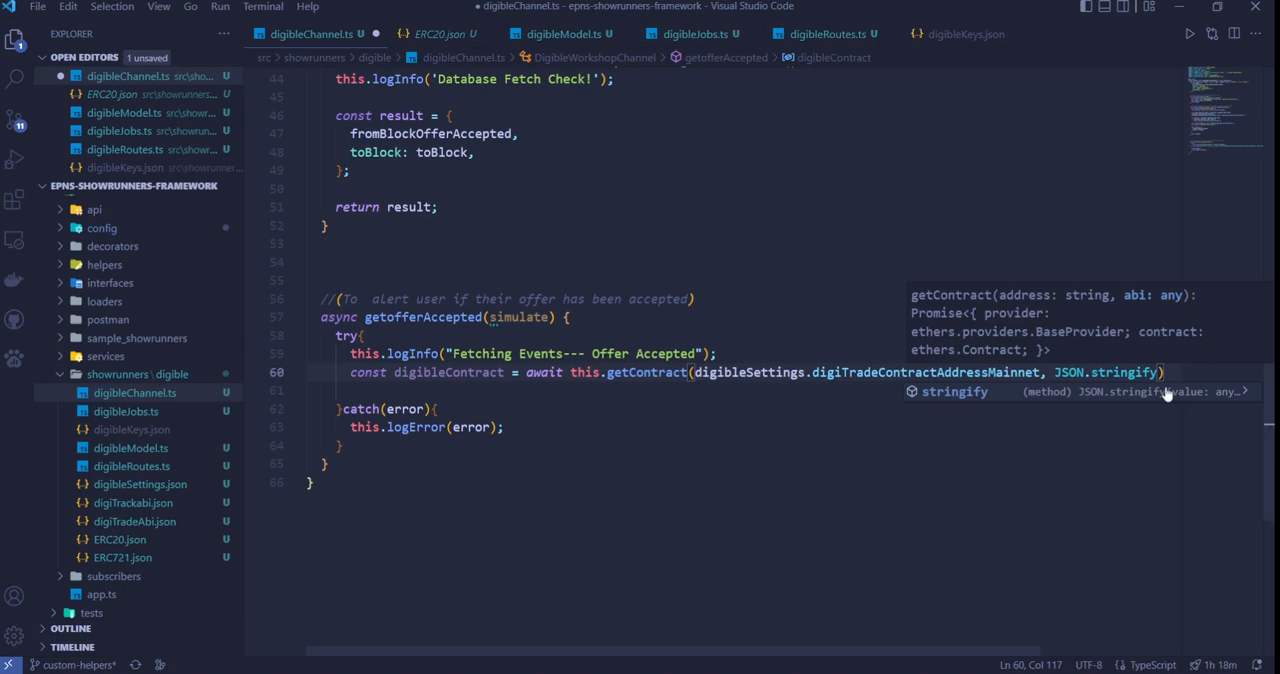 File Edit Selection View Go Run Terminal Help
● digibleChannel.ts - epns-showrunners-framework - Visual Studio Code
EXPLORER
OPEN EDITORS 1 unsaved
digibleChannel.ts src\sho... U
ERC20.json src\showrunners... U
digibleModel.ts src\showr... U
digibleJobs.ts src\showrun... U
digibleRoutes.ts src\showr... U
digibleKeys.json src\showrunner...
EPNS-SHOWRUNNERS-FRAMEWORK
api
config
decorators
helpers
interfaces
loaders
postman
sample_showrunners
services
showrunners \ digible
digibleChannel.ts U
digibleJobs.ts U
digibleKeys.json
digibleModel.ts U
digibleRoutes.ts U
digibleSettings.json U
digiTrackabi.json U
digiTradeAbi.json U
ERC20.json U
ERC721.json U
subscribers
app.ts
tests
OUTLINE
TIMELINE
1
11
digibleChannel.ts U ERC20.json U digibleModel.ts U digibleJobs.ts U digibleRoutes.ts U digibleKeys.json
src > showrunners > digible > digibleChannel.ts > DigibleWorkshopChannel > getofferAccepted > digibleContract
44 this.logInfo('Database Fetch Check!');
45
46 const result = {
47 fromBlockOfferAccepted,
48 toBlock: toBlock,
49 };
50
51 return result;
52 }
53
54
55
56 //(To alert user if their offer has been accepted)
57 async getofferAccepted(simulate) {
58 try{
59 this.logInfo("Fetching Events--- Offer Accepted");
60 const digibleContract = await this.getContract(digibleSettings.digiTradeContractAddressMainnet, JSON.stringify)
61
62 }catch(error){
63 this.logError(error);
64 }
65 }
66 }
getContract(address: string, abi: any):
Promise<{ provider:
ethers.providers.BaseProvider; contract:
ethers.Contract; }>
stringify (method) JSON.stringify(value: any...
custom-helpers*
Ln 60, Col 117 UTF-8 TypeScript 1h 18m